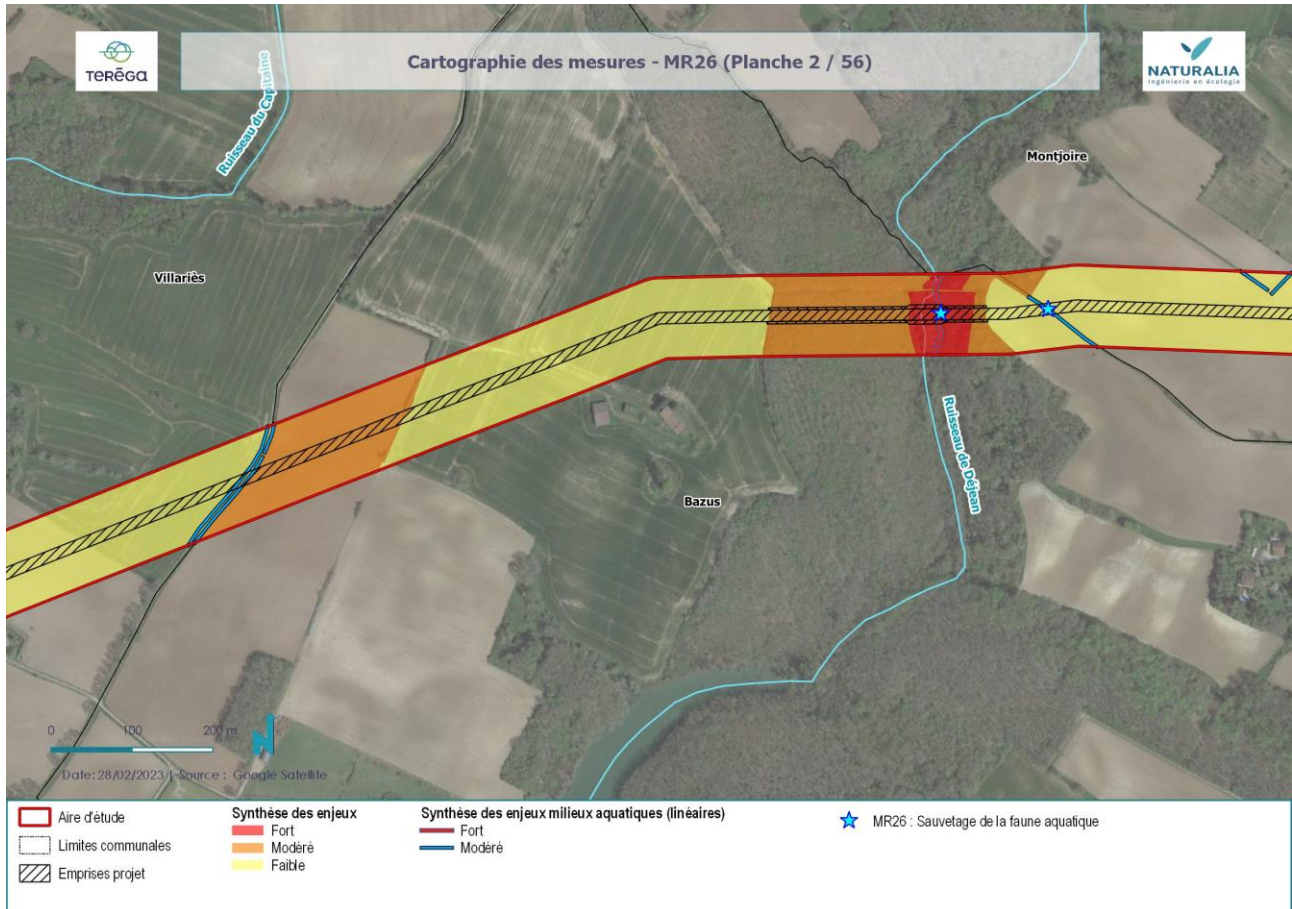 TERĒGA
Cartographie des mesures - MR26 (Planche 2 / 56)
NATURALIA
Ingénierie en écologie
Ruisseau du Capitaine
Montjoire
Villariès
Ruisseau de Déjean
Bazus
0 100 200 m
N
Date: 28/02/2023 | Source : Google Satellite
Aire d'étude
Limites communales
Emprises projet
Synthèse des enjeux
Fort
Modéré
Faible
Synthèse des enjeux milieux aquatiques (linéaires)
Fort
Modéré
MR26 : Sauvetage de la faune aquatique